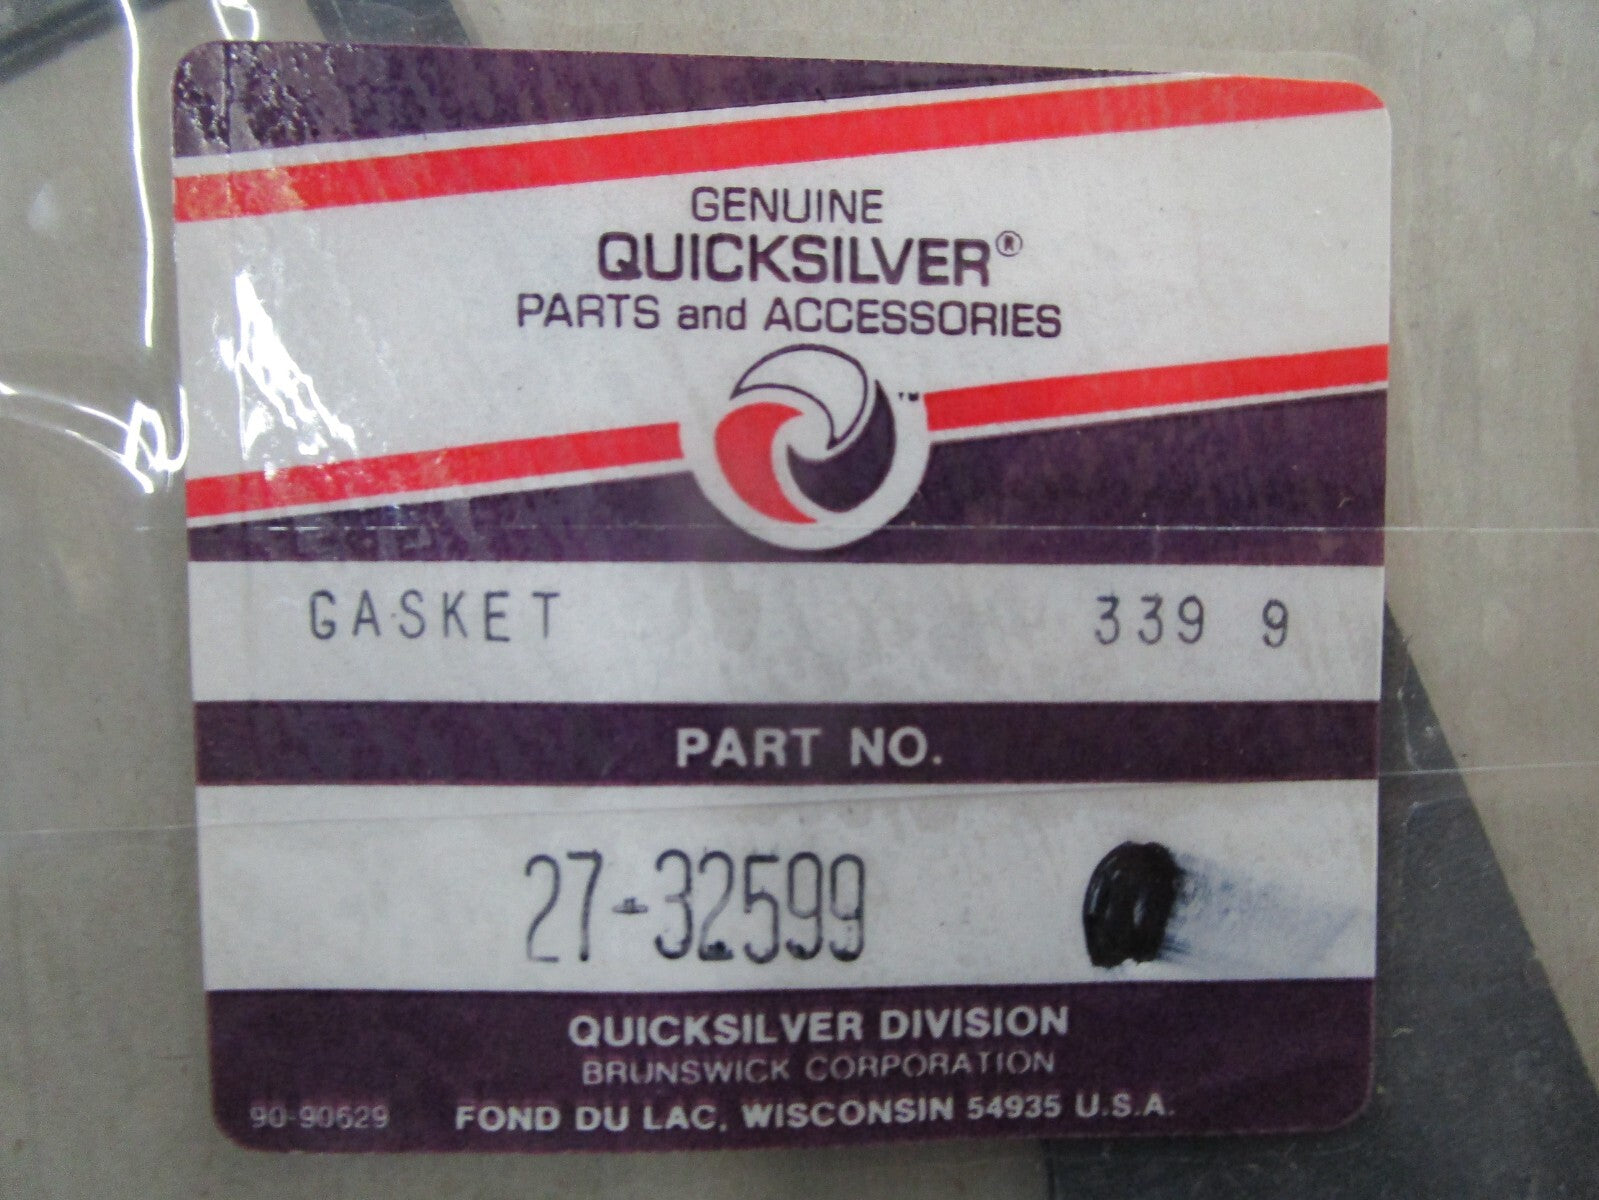 GENUINE
QUICKSILVER®
PARTS and ACCESSORIES
TM
GASKET 339 9
PART NO.
27-32599
QUICKSILVER DIVISION
BRUNSWICK CORPORATION
90-90629 FOND DU LAC, WISCONSIN 54935 U.S.A.